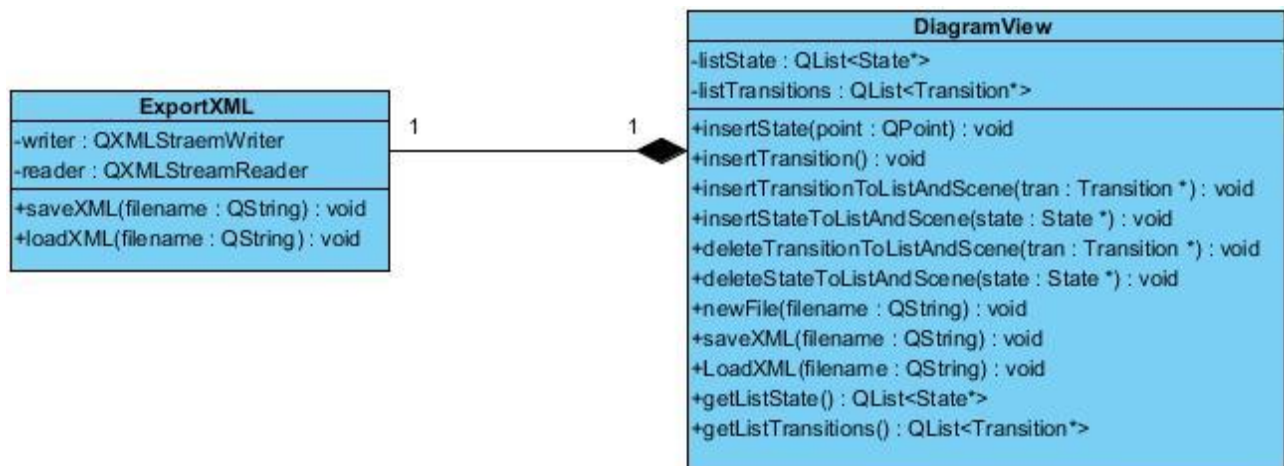 ExportXML
-writer : QXMLStraemWriter
-reader : QXMLStreamReader
+saveXML(filename : QString) : void
+loadXML(filename : QString) : void
1
1
DiagramView
-listState : QList<State*>
-listTransitions : QList<Transition*>
+insertState(point : QPoint) : void
+insertTransition() : void
+insertTransitionToListAndScene(tran : Transition *) : void
+insertStateToListAndScene(state : State *) : void
+deleteTransitionToListAndScene(tran : Transition *) : void
+deleteStateToListAndScene(state : State *) : void
+newFile(filename : QString) : void
+saveXML(filename : QString) : void
+LoadXML(filename : QString) : void
+getListState() : QList<State*>
+getListTransitions() : QList<Transition*>